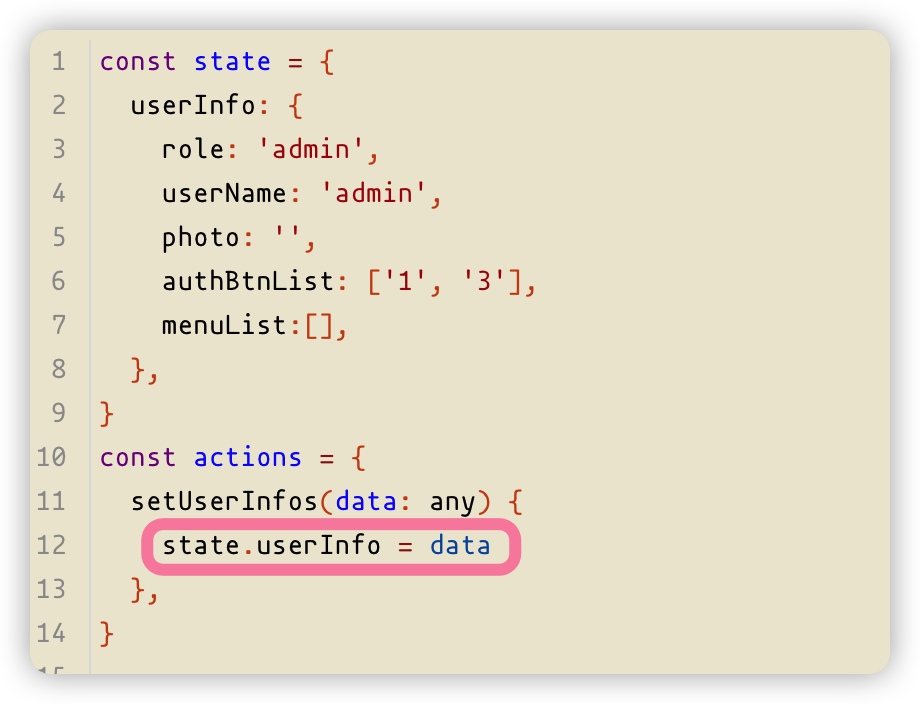 1 const state = {
2   userInfo: {
3     role: 'admin',
4     userName: 'admin',
5     photo: '',
6     authBtnList: ['1', '3'],
7     menuList:[],
8   },
9 }
10 const actions = {
11   setUserInfos(data: any) {
12     state.userInfo = data
13   },
14 }